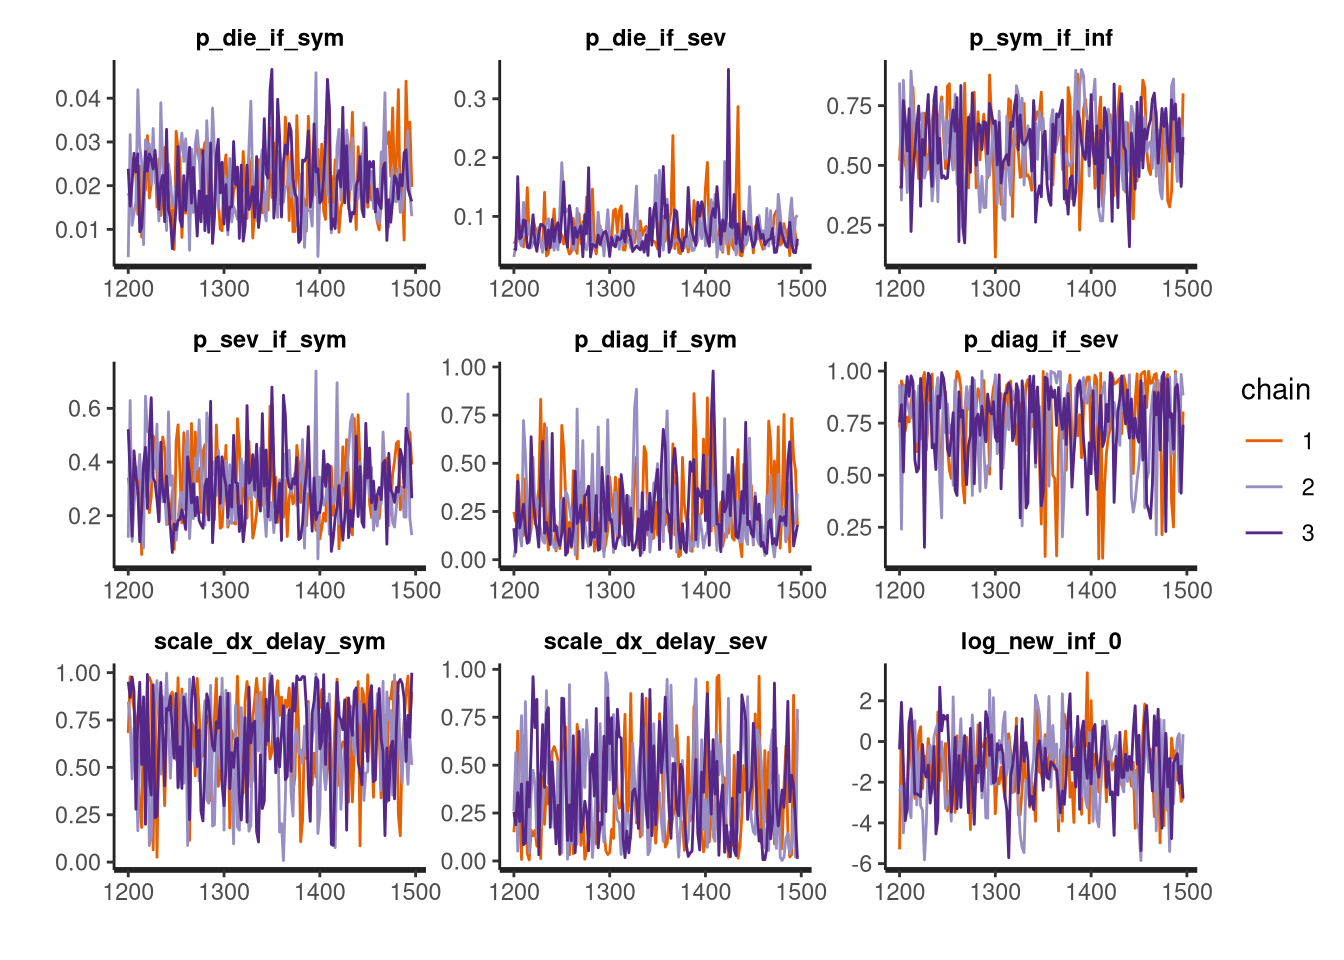 p_die_if_sym p_die_if_sev p_sym_if_inf
0.04 0.03 0.02 0.01
0.3 0.2 0.1
0.75 0.50 0.25
1200 1300 1400 1500 1200 1300 1400 1500 1200 1300 1400 1500
p_sev_if_sym p_diag_if_sym p_diag_if_sev
0.6 0.4 0.2
1.00 0.75 0.50 0.25 0.00
1.00 0.75 0.50 0.25
1200 1300 1400 1500 1200 1300 1400 1500 1200 1300 1400 1500
scale_dx_delay_sym scale_dx_delay_sev log_new_inf_0
1.00 0.75 0.50 0.25 0.00
1.00 0.75 0.50 0.25 0.00
2 0 -2 -4 -6
1200 1300 1400 1500 1200 1300 1400 1500 1200 1300 1400 1500
chain
1
2
3